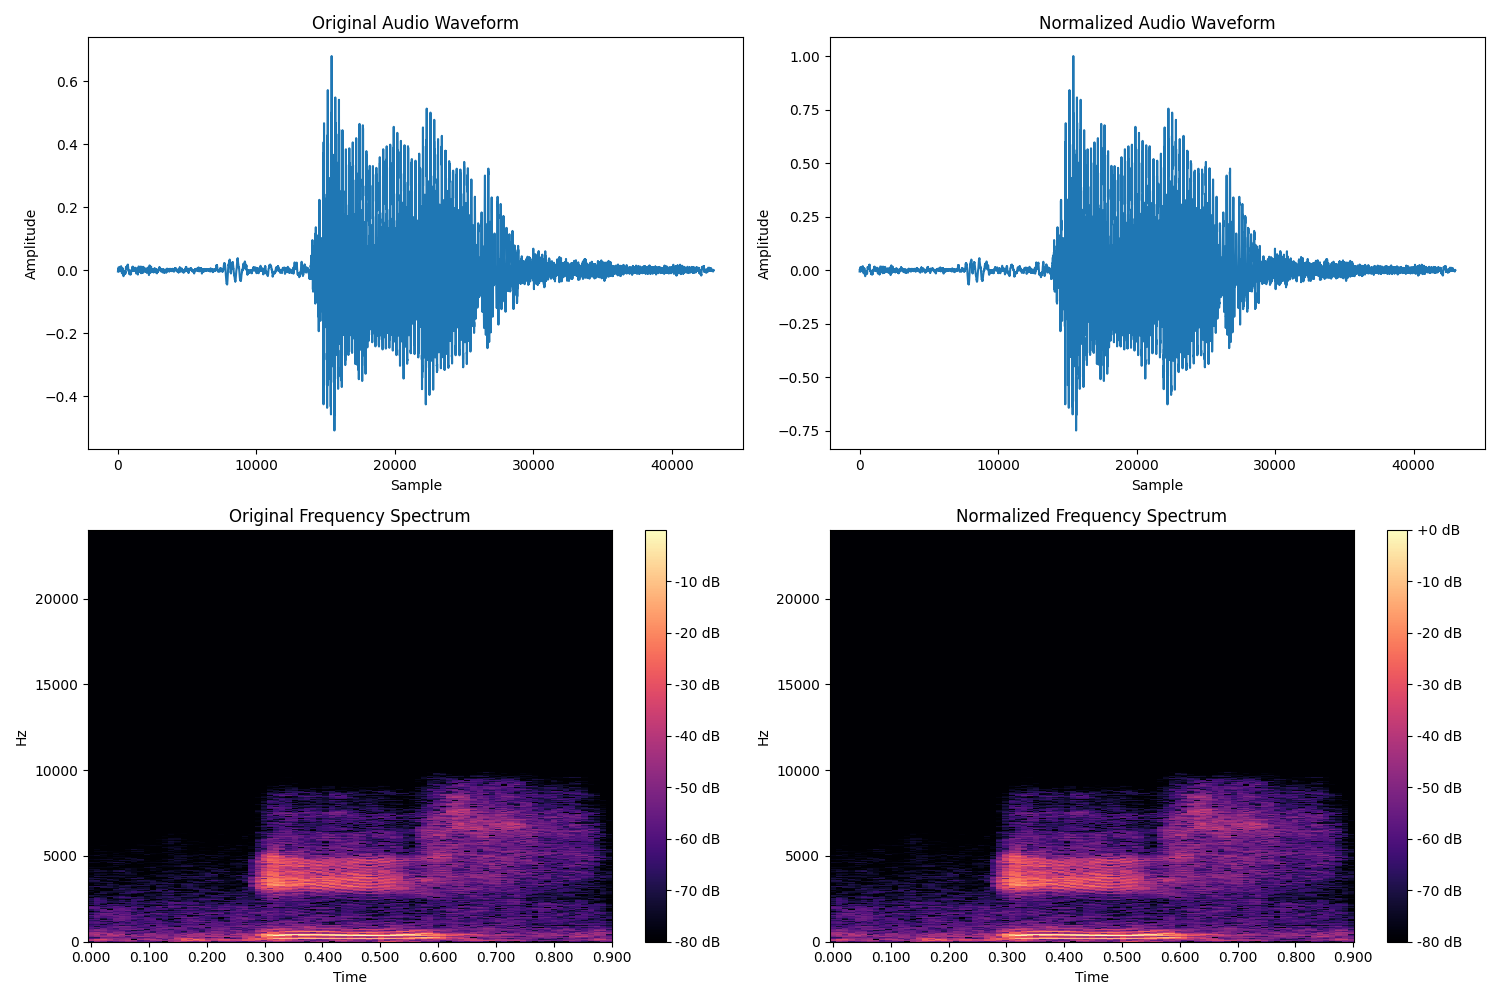 Original Audio Waveform
Amplitude
0.6
0.4
0.2
0.0
−0.2
−0.4
0 10000 20000 30000 40000
Sample
Normalized Audio Waveform
Amplitude
1.00
0.75
0.50
0.25
0.00
−0.25
−0.50
−0.75
0 10000 20000 30000 40000
Sample
Original Frequency Spectrum
Hz
20000
15000
10000
5000
0
0.000 0.100 0.200 0.300 0.400 0.500 0.600 0.700 0.800 0.900
Time
-10 dB
-20 dB
-30 dB
-40 dB
-50 dB
-60 dB
-70 dB
-80 dB
Normalized Frequency Spectrum
Hz
20000
15000
10000
5000
0
0.000 0.100 0.200 0.300 0.400 0.500 0.600 0.700 0.800 0.900
Time
+0 dB
-10 dB
-20 dB
-30 dB
-40 dB
-50 dB
-60 dB
-70 dB
-80 dB